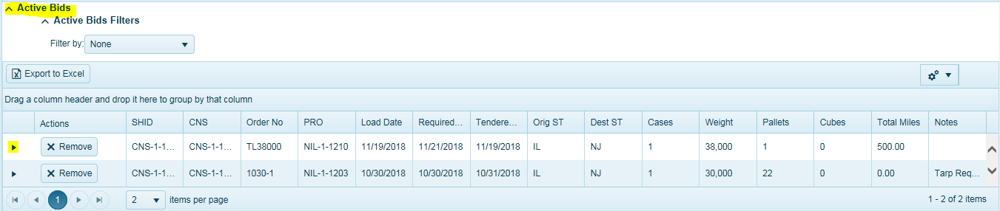 Active Bids
Active Bids Filters
Filter by: None
Export to Excel
Drag a column header and drop it here to group by that column
Actions SHID CNS Order No PRO Load Date Required... Tendere... Orig ST Dest ST Cases Weight Pallets Cubes Total Miles Notes
Remove CNS-1-1... CNS-1-1... TL38000 NIL-1-1210 11/19/2018 11/21/2018 11/19/2018 IL NJ 1 38,000 1 0 500.00
Remove CNS-1-1... CNS-1-1... 1030-1 NIL-1-1203 10/30/2018 10/30/2018 10/31/2018 IL NJ 1 30,000 22 0 0.00 Tarp Req...
1 2 items per page 1 - 2 of 2 items